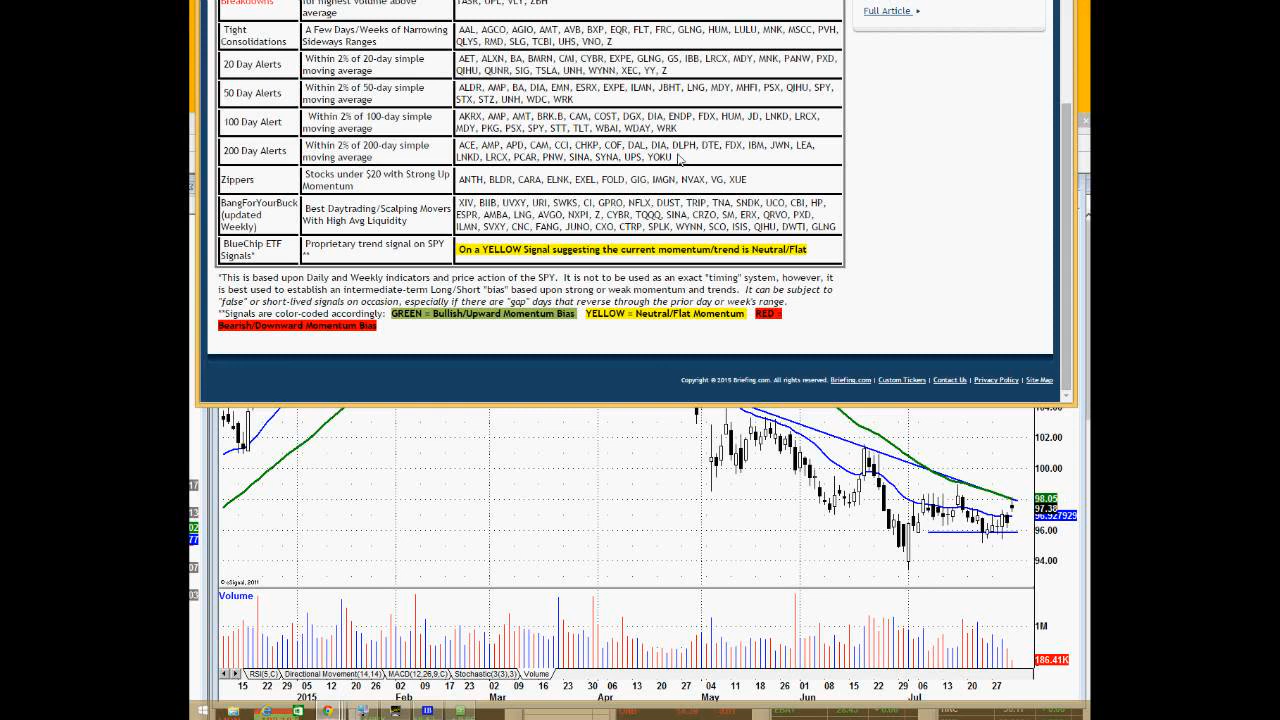 Breakdowns
for highest volume above
average
TASR, UPL, VLY, ZBH
Full Article
Tight
Consolidations
A Few Days/Weeks of Narrowing
Sideways Ranges
AAL, AGCO, AGIO, AMT, AVB, BXP, EQR, FLT, FRC, GLNG, HUM, LULU, MNK, MSCC, PVH,
QLYS, RMD, SLG, TCBI, UHS, VNO, Z
20 Day Alerts
Within 2% of 20-day simple
moving average
AET, ALXN, BA, BMRN, CMI, CYBR, EXPE, GLNG, GS, IBB, LRCX, MDY, MNK, PANW, PXD,
QIHU, QUNR, SIG, TSLA, UNH, WYNN, XEC, YY, Z
50 Day Alerts
Within 2% of 50-day simple
moving average
ALDR, AMP, BA, DIA, EMN, ESRX, EXPE, ILMN, JBHT, LNG, MDY, MHFI, PSX, QIHU, SPY,
STX, STZ, UNH, WDC, WRK
100 Day Alert
Within 2% of 100-day simple
moving average
AKRX, AMP, AMT, BRK.B, CAM, COST, DGX, DIA, ENDP, FDX, HUM, JD, LNKD, LRCX,
MDY, PKG, PSX, SPY, STT, TLT, WBAI, WDAY, WRK
200 Day Alert
Within 2% of 200-day simple
moving average
ACE, AMP, APD, CAM, CCI, CHKP, COF, DAL, DIA, DLPH, DTE, FDX, IBM, JWN, LEA,
LNKD, LRCX, PCAR, PNW, SINA, SYNA, UPS, YOKU
Zippers
Stocks under $20 with Strong Up
Momentum
ANTH, BLDR, CARA, ELNK, EXEL, FOLD, GIG, IMGN, NVAX, VG, XUE
BangForYourBuck
(updated
Weekly)
Best Daytrading/Scalping Movers
With High Avg Liquidity
XIV, BIIB, UVXY, URI, SWKS, CI, GPRO, NFLX, DUST, TRIP, TNA, SNDK, UCO, CBI, HP,
ESPR, AMBA, LNG, AVGO, NXPI, Z, CYBR, TQQQ, SINA, CRZO, SM, ERX, QRVO, PXD,
ILMN, SVXY, CNC, FANG, JUNO, CXO, CTRP, SPLK, WYNN, SCO, ISIS, QIHU, DWTI, GLNG
BlueChip ETF
Signals*
Proprietary trend signal on SPY
**
On a YELLOW Signal suggesting the current momentum/trend is Neutral/Flat
*This is based upon Daily and Weekly indicators and price action of the SPY. It is not to be used as an exact "timing" system, however, it
is best used to establish an intermediate-term Long/Short "bias" based upon strong or weak momentum and trends. It can be subject to
"false" or short-lived signals on occasion, especially if there are "gap" days that reverse through the prior day or week's range.
**Signals are color-coded accordingly: GREEN = Bullish/Upward Momentum Bias YELLOW = Neutral/Flat Momentum RED =
Bearish/Downward Momentum Bias
Copyright © 2015 Briefing.com. All rights reserved. Briefing.com | Custom Tickers | Contact Us | Privacy Policy | Site Map
104.00
102.00
100.00
98.05
97.38
96.927929
96.00
94.00
© eSignal, 2011
Volume
1M
186.41K
RSI(5,C) Directional Movement(14,14) MACD(12,26,9,C) Stochastic(3(3),3) Volume
15 22 29 05 12 20 26 02 09 17 23 02 09 16 23 30 06 13 20 27 04 11 18 26 01 08 15 22 29 06 13 20 27
2015 Feb Mar Apr May Jun Jul